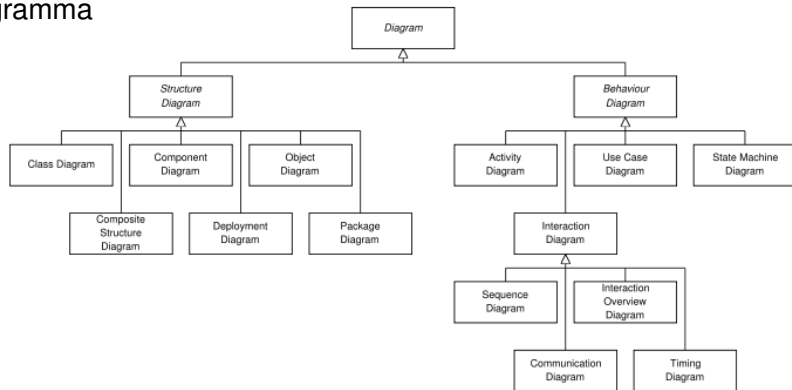 gramma
Diagram
Structure
Diagram
Behaviour
Diagram
Class Diagram
Component
Diagram
Object
Diagram
Activity
Diagram
Use Case
Diagram
State Machine
Diagram
Composite
Structure
Diagram
Deployment
Diagram
Package
Diagram
Interaction
Diagram
Sequence
Diagram
Interaction
Overview
Diagram
Communication
Diagram
Timing
Diagram